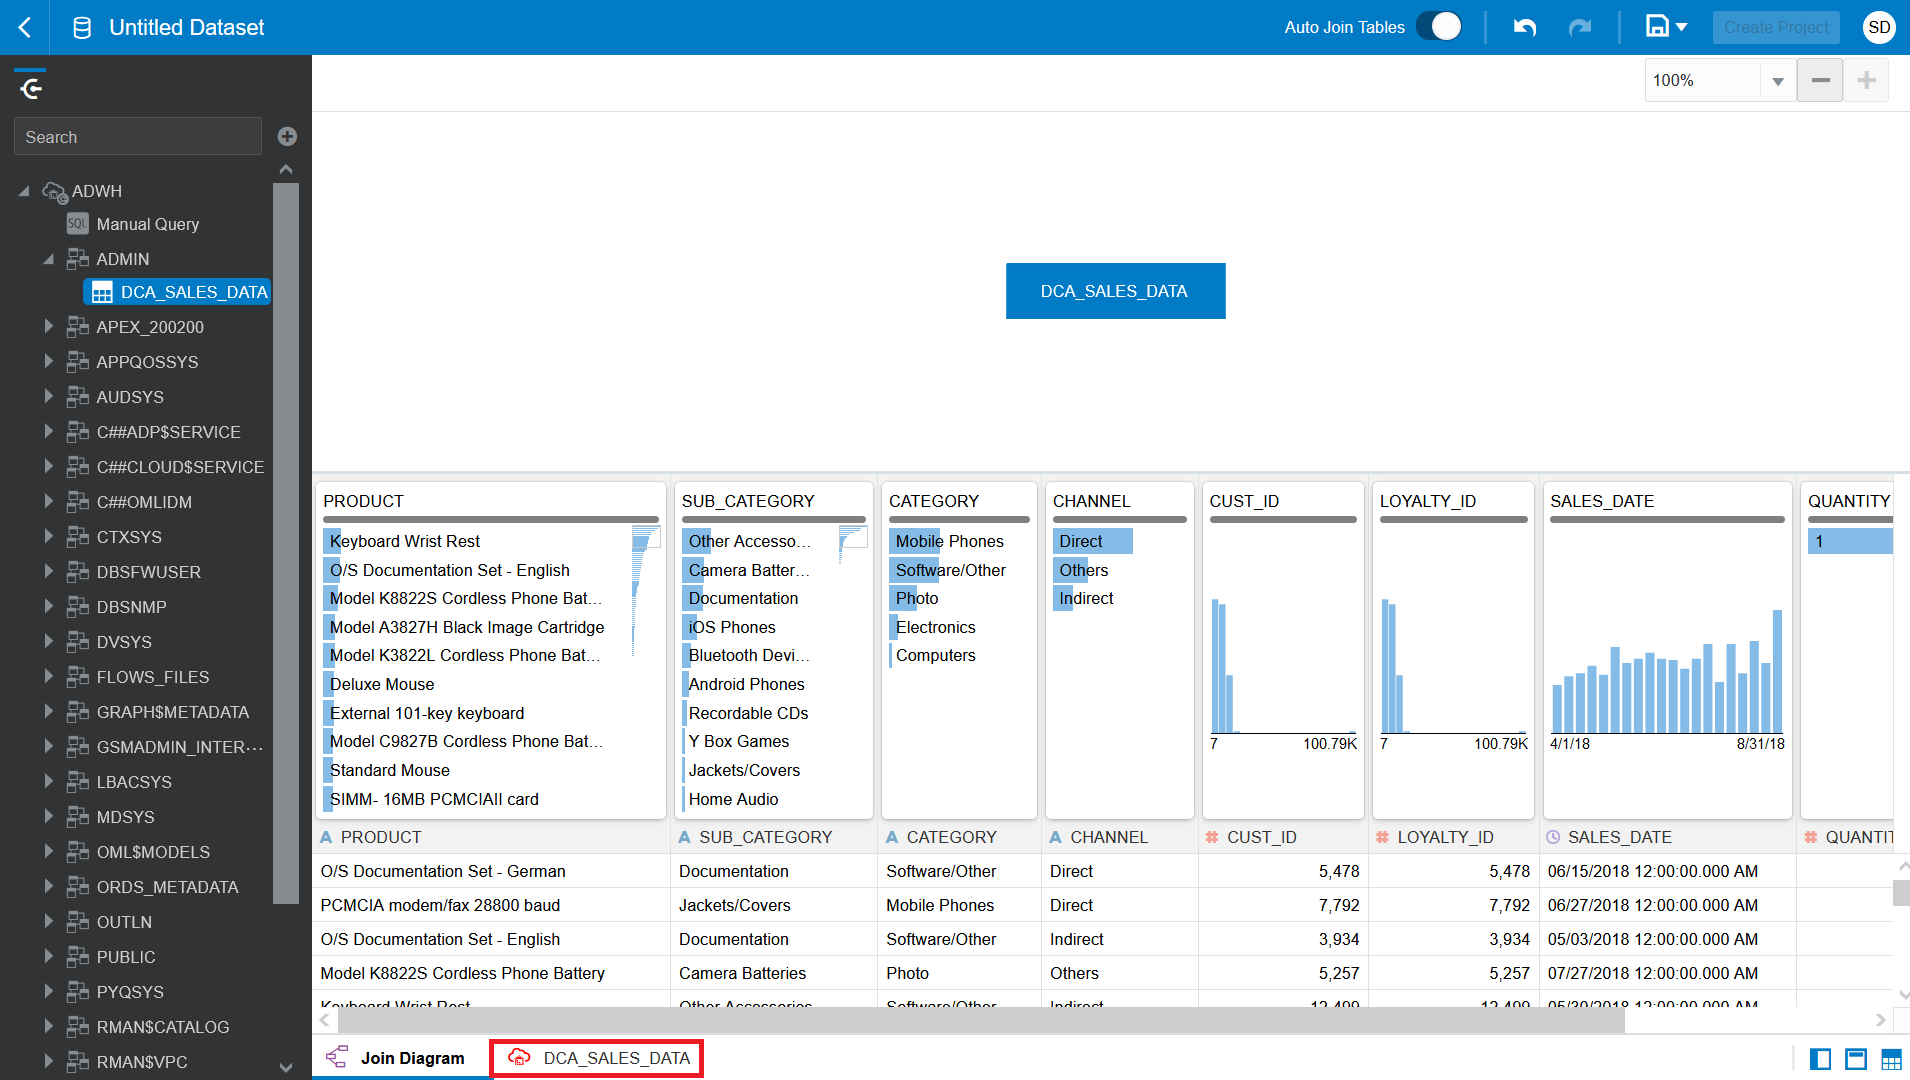 Untitled Dataset
Auto Join Tables
Create Project
SD
Search
100%
ADWH
SQL
Manual Query
ADMIN
DCA_SALES_DATA
APEX_200200
APPQOSSYS
AUDSYS
C##ADP$SERVICE
C##CLOUD$SERVICE
C##OMLIDM
CTXSYS
DBSFWUSER
DBSNMP
DVSYS
FLOWS_FILES
GRAPH$METADATA
GSMADMIN_INTER...
LBACSYS
MDSYS
OML$MODELS
ORDS_METADATA
OUTLN
PUBLIC
PYQSYS
RMAN$CATALOG
RMAN$VPC
DCA_SALES_DATA
PRODUCT
Keyboard Wrist Rest
O/S Documentation Set - English
Model K8822S Cordless Phone Bat...
Model A3827H Black Image Cartridge
Model K3822L Cordless Phone Bat...
Deluxe Mouse
External 101-key keyboard
Model C9827B Cordless Phone Bat...
Standard Mouse
SIMM- 16MB PCMCIAII card
SUB_CATEGORY
Other Accesso...
Camera Batter...
Documentation
iOS Phones
Bluetooth Devi...
Android Phones
Recordable CDs
Y Box Games
Jackets/Covers
Home Audio
CATEGORY
Mobile Phones
Software/Other
Photo
Electronics
Computers
CHANNEL
Direct
Others
Indirect
CUST_ID
7 100.79K
LOYALTY_ID
7 100.79K
SALES_DATE
4/1/18 8/31/18
QUANTITY
1
A PRODUCT A SUB_CATEGORY A CATEGORY A CHANNEL # CUST_ID # LOYALTY_ID SALES_DATE # QUANTIT
O/S Documentation Set - German Documentation Software/Other Direct 5,478 5,478 06/15/2018 12:00:00.000 AM
PCMCIA modem/fax 28800 baud Jackets/Covers Mobile Phones Direct 7,792 7,792 06/27/2018 12:00:00.000 AM
O/S Documentation Set - English Documentation Software/Other Indirect 3,934 3,934 05/03/2018 12:00:00.000 AM
Model K8822S Cordless Phone Battery Camera Batteries Photo Others 5,257 5,257 07/27/2018 12:00:00.000 AM
Keyboard Wrist Rest Other Accessories Software/Other Indirect 12,499 12,499 05/30/2018 12:00:00.000 AM
Join Diagram
DCA_SALES_DATA